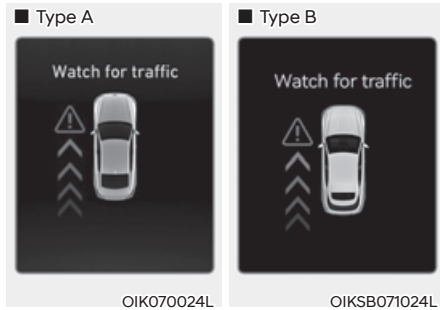 ■ Type A
Watch for traffic
OIK070024L
■ Type B
Watch for traffic
OIKSB071024L